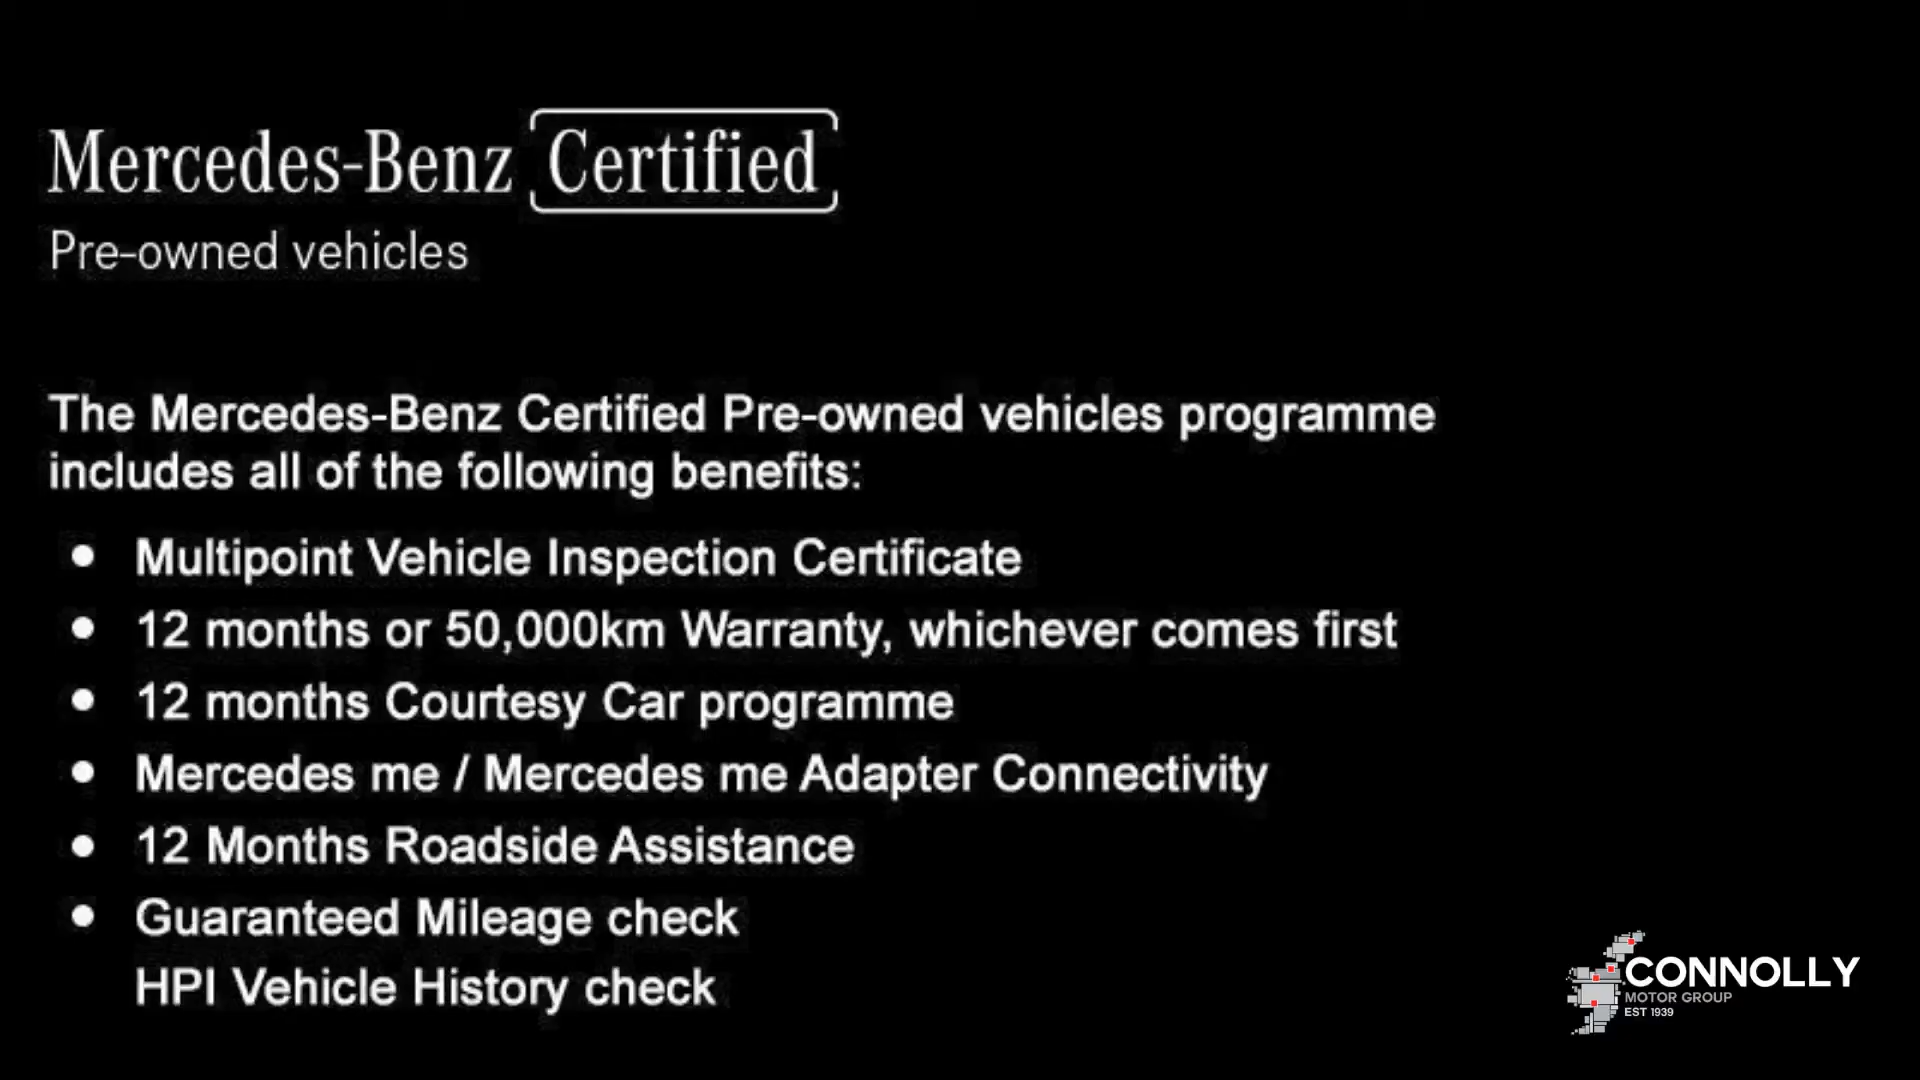 Mercedes-Benz Certified
Pre-owned vehicles
The Mercedes-Benz Certified Pre-owned vehicles programme
includes all of the following benefits:
• Multipoint Vehicle Inspection Certificate
• 12 months or 50,000km Warranty, whichever comes first
• 12 months Courtesy Car programme
• Mercedes me / Mercedes me Adapter Connectivity
• 12 Months Roadside Assistance
• Guaranteed Mileage check
HPI Vehicle History check
CONNOLLY
MOTOR GROUP
EST 1939